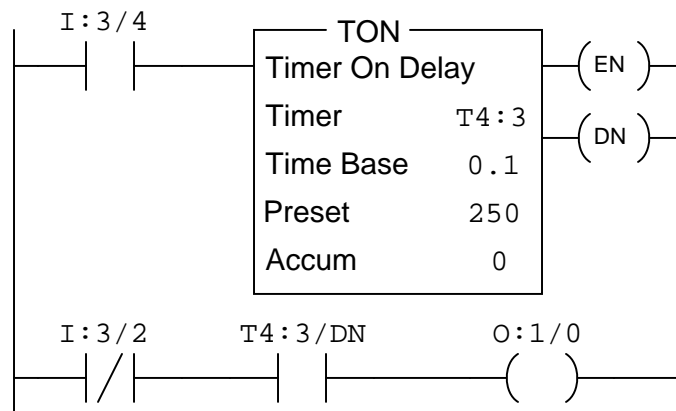 I:3/4
TON
Timer On Delay
EN
Timer T4:3
DN
Time Base 0.1
Preset 250
Accum 0
I:3/2 T4:3/DN O:1/0